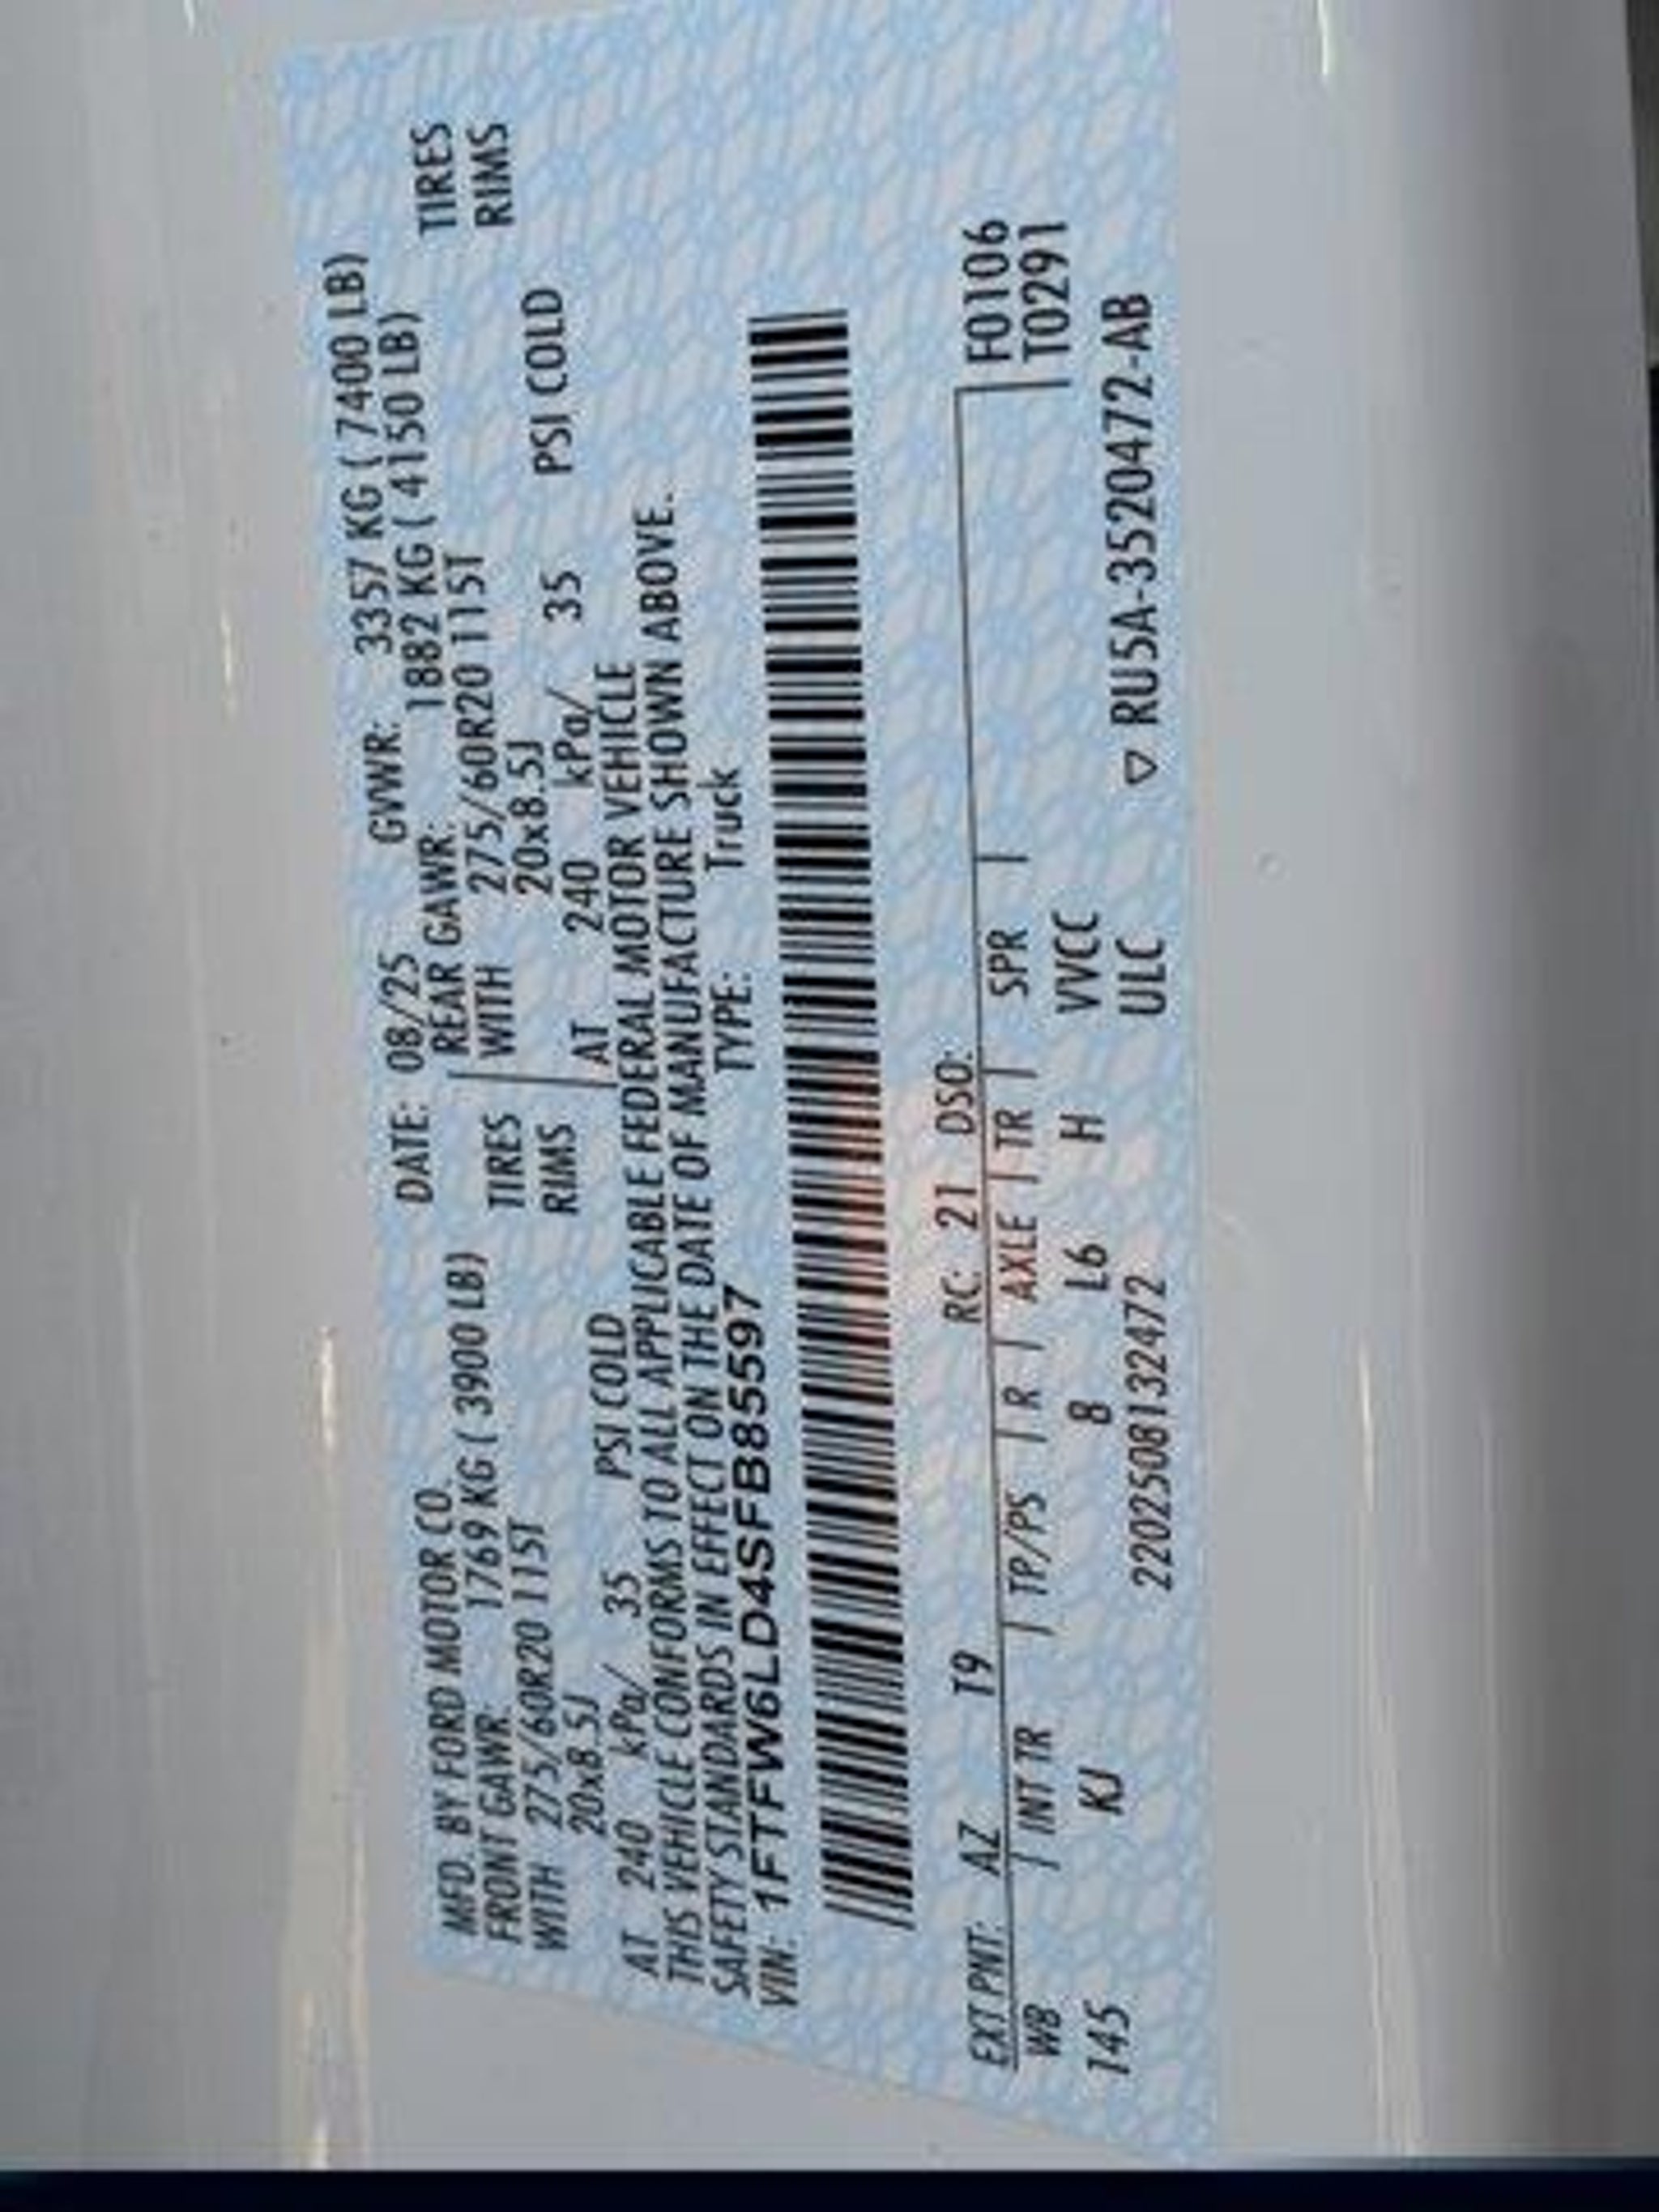 MFD. BY FORD MOTOR CO. DATE: 08/25 GVWR: 3357 KG ( 7400 LB)
FRONT GAWR: 1769 KG ( 3900 LB) REAR GAWR: 1882 KG ( 4150 LB)
WITH 275/60R20 115T TIRES WITH 275/60R20 115T TIRES
20x8.5J RIMS 20x8.5J RIMS
AT 240 kPa/ 35 PSI COLD AT 240 kPa/ 35 PSI COLD
THIS VEHICLE CONFORMS TO ALL APPLICABLE FEDERAL MOTOR VEHICLE
SAFETY STANDARDS IN EFFECT ON THE DATE OF MANUFACTURE SHOWN ABOVE.
VIN: 1FTFW6LD4SFB85597 TYPE: Truck
EXT PNT: AZ T9 RC: 21 DSO:
WB INT TR TP/PS R AXLE TR SPR F0106
145 KJ 8 L6 H VVCC T0291
ULC
220250813247​2 ▽ RU5A-3520472-AB